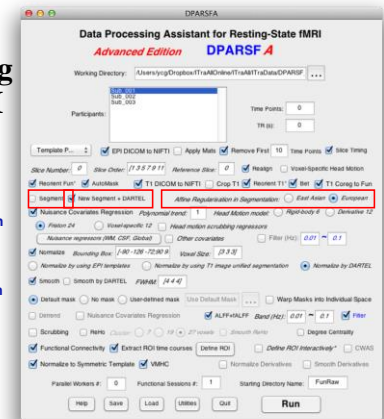 DPARSFA
Data Processing Assistant for Resting-State fMRI
Advanced Edition DPARSF A
Working Directory: /Users/ycg/Dropbox/ITraAllOnline/ITraAll/ITraData/DPARSF ...
Participants: Sub_001
Sub_002
Sub_003
Time Points: 0
TR (s): 0
Template P... EPI DICOM to NIFTI Apply Mats Remove First 10 Time Points Slice Timing
Slice Number: 0 Slice Order: [1 3 5 7 9 11 Reference Slice: 0 Realign Voxel-Specific Head Motion
Reorient Fun* AutoMask T1 DICOM to NIFTI Crop T1 Reorient T1* Bet T1 Coreg to Fun
Segment New Segment + DARTEL Affine Regularisation in Segmentation: East Asian European
Nuisance Covariates Regression Polynomial trend: 1 Head Motion model: Rigid-body 6 Derivative 12
Friston 24 Voxel-specific 12 Head motion scrubbing regressors
Nuisance regressors (WM, CSF, Global) Other covariates Filter (Hz): 0.01 ~ 0.1
Normalize Bounding Box: [-90 -126 -72;90 9 Voxel Size: [3 3 3]
Normalize by using EPI templates Normalize by using T1 image unified segmentation Normalize by DARTEL
Smooth Smooth by DARTEL FWHM: [4 4 4]
Default mask No mask User-defined mask Use Default Mask ... Warp Masks into Individual Space
Detrend Nuisance Covariates Regression ALFF+fALFF Band (Hz): 0.01 ~ 0.1 Filter
Scrubbing ReHo Cluster: 7 19 27 voxels Smooth ReHo Degree Centrality
Functional Connectivity Extract ROI time courses Define ROI Define ROI Interactively* CWAS
Normalize to Symmetric Template VMHC Normalize Derivatives Smooth Derivatives
Parallel Workers #: 0 Functional Sessions #: 1 Starting Directory Name: FunRaw
Help Save Load Utilities Quit Run